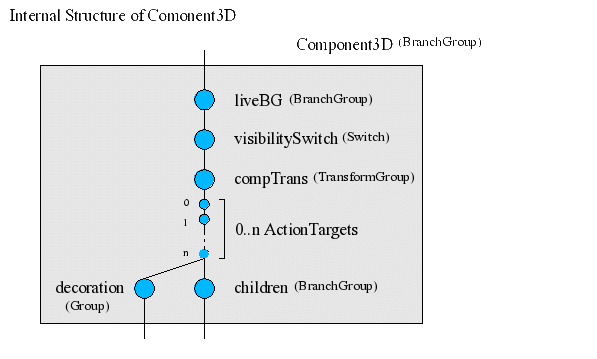 Internal Structure of Comonent3D
Component3D (BranchGroup)
liveBG (BranchGroup)
visibilitySwitch (Switch)
compTrans (TransformGroup)
0
1
0..n ActionTargets
n
decoration
(Group)
children (BranchGroup)